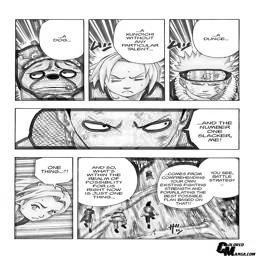 ...A
DOG...
...A
KUNOICHI
WITHOUT
ANY
PARTICULAR
TALENT...
...A
DUNCE...
...AND
THE NUMBER
ONE
SLACKER,
ME!
ONE
THING...?!
AND SO,
WHAT'S
WITHIN THE
REALM OF
POSSIBILITY
FOR US
RIGHT NOW
IS JUST ONE
THING...
...COMES FROM
COMPREHENDING
YOUR OWN
EXISTING FIGHTING
STRENGTH AND
FORMULATING THE
BEST POSSIBLE
PLAN BASED ON
THAT!!
YOU SEE,
BATTLE
STRATEGY
COLORED
MANGA.COM